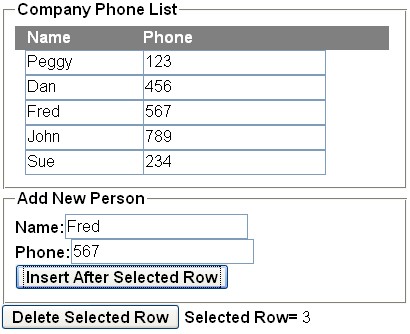 Company Phone List
Name Phone
Peggy 123
Dan 456
Fred 567
John 789
Sue 234
Add New Person
Name: Fred
Phone: 567
Insert After Selected Row
Delete Selected Row Selected Row= 3